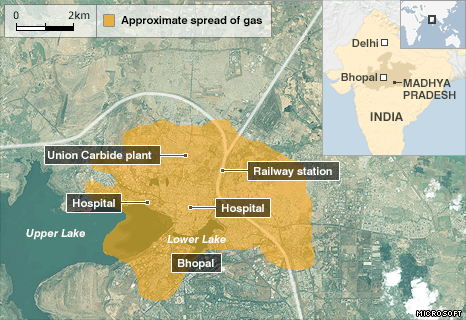 0 2km
Approximate spread of gas
Delhi
Bhopal
MADHYA
PRADESH
INDIA
Union Carbide plant
Railway station
Hospital
Hospital
Upper Lake
Lower Lake
Bhopal
MICROSOFT